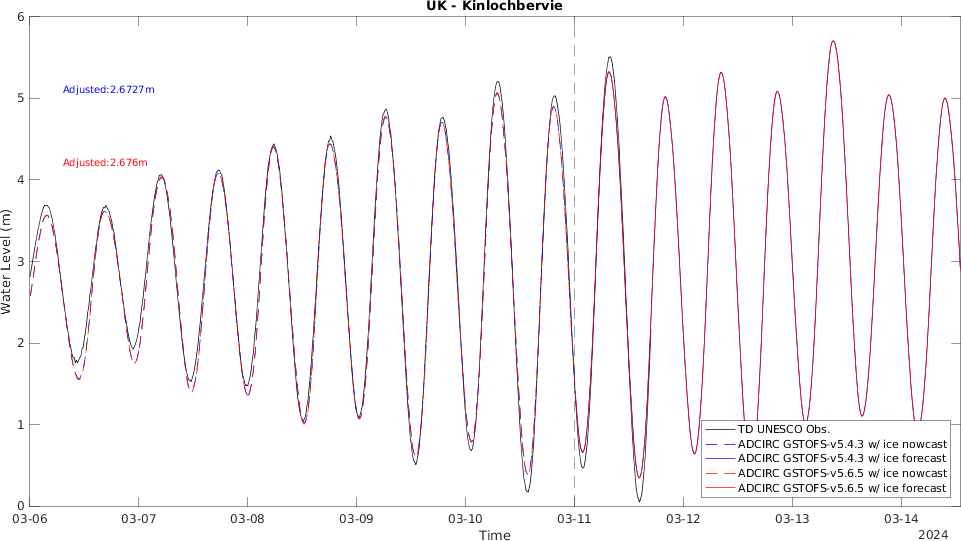 UK - Kinlochbervie
6
5
4
3
2
1
0
Water Level (m)
Adjusted:2.6727m
Adjusted:2.676m
TD UNESCO Obs.
ADCIRC GSTOFS-v5.4.3 w/ ice nowcast
ADCIRC GSTOFS-v5.4.3 w/ ice forecast
ADCIRC GSTOFS-v5.6.5 w/ ice nowcast
ADCIRC GSTOFS-v5.6.5 w/ ice forecast
03-06 03-07 03-08 03-09 03-10 03-11 03-12 03-13 03-14
Time
2024